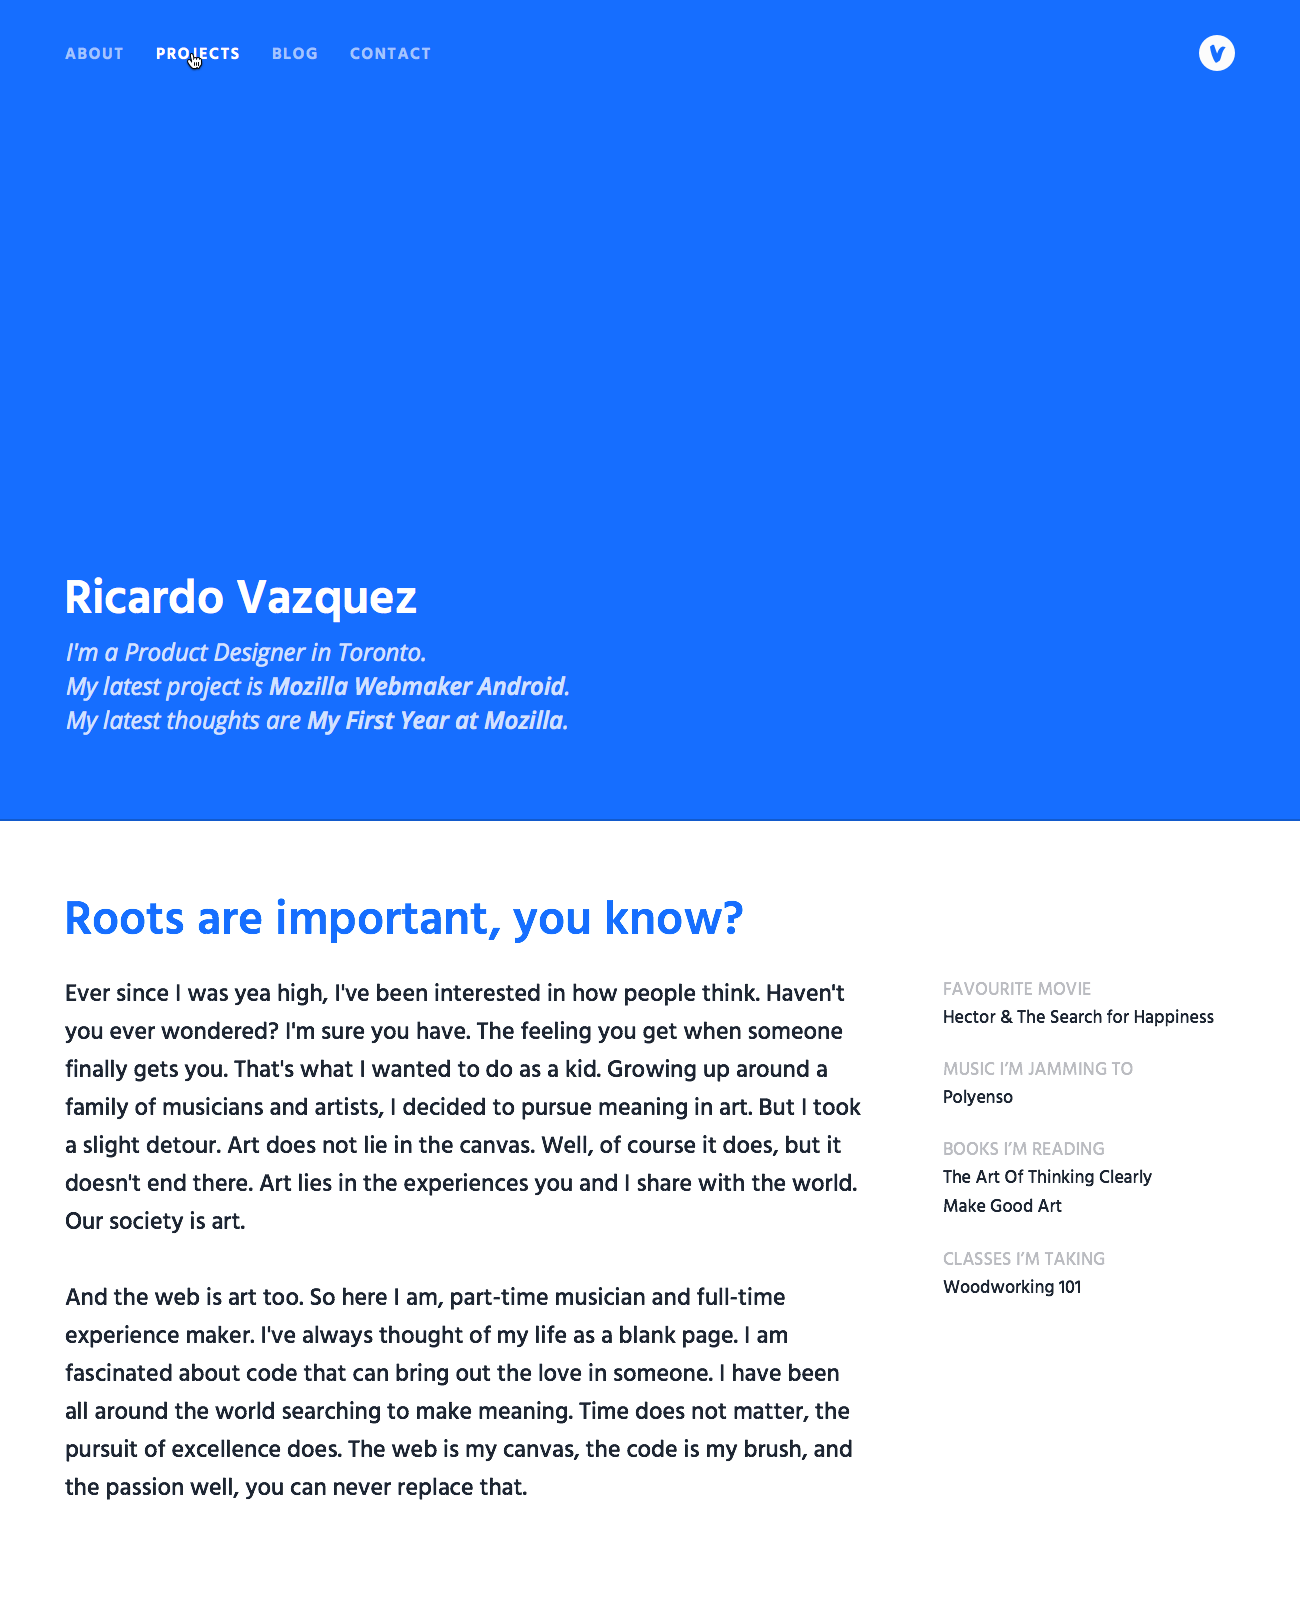 ABOUT PROJECTS BLOG CONTACT V
Ricardo Vazquez
I'm a Product Designer in Toronto.
My latest project is Mozilla Webmaker Android.
My latest thoughts are My First Year at Mozilla.
Roots are important, you know?
Ever since I was yea high, I've been interested in how people think. Haven't
you ever wondered? I'm sure you have. The feeling you get when someone
finally gets you. That's what I wanted to do as a kid. Growing up around a
family of musicians and artists, I decided to pursue meaning in art. But I took
a slight detour. Art does not lie in the canvas. Well, of course it does, but it
doesn't end there. Art lies in the experiences you and I share with the world.
Our society is art.
And the web is art too. So here I am, part-time musician and full-time
experience maker. I've always thought of my life as a blank page. I am
fascinated about code that can bring out the love in someone. I have been
all around the world searching to make meaning. Time does not matter, the
pursuit of excellence does. The web is my canvas, the code is my brush, and
the passion well, you can never replace that.
FAVOURITE MOVIE
Hector & The Search for Happiness
MUSIC I’M JAMMING TO
Polyenso
BOOKS I’M READING
The Art Of Thinking Clearly
Make Good Art
CLASSES I’M TAKING
Woodworking 101